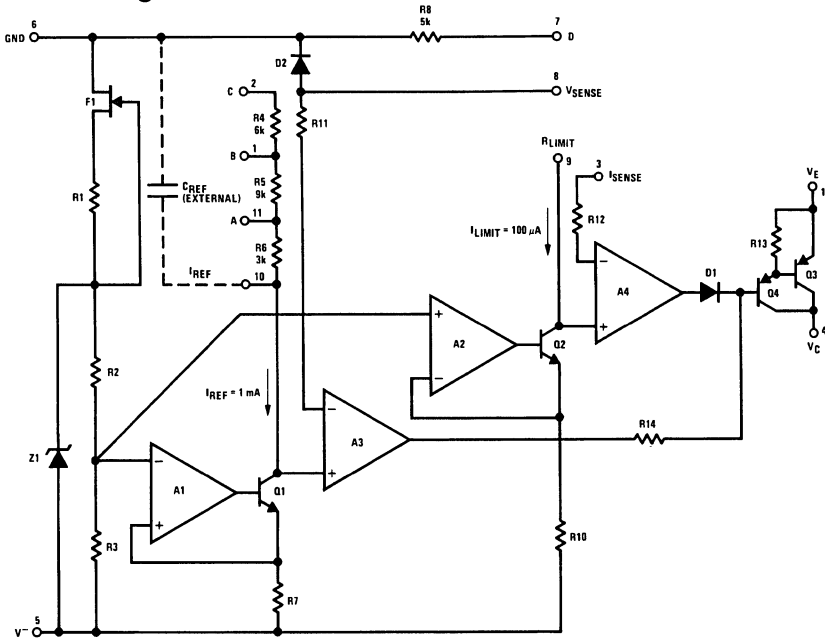 6
GND
R8
5k
7
D
D2
8
VSENSE
C
2
F1
R4
6k
R11
RLIMIT
9
B
1
3
ISENSE
CREF
(EXTERNAL)
R5
9k
VE
1
R1
A
11
ILIMIT = 100 µA
R12
R6
3k
R13
IREF
10
−
D1
Q3
Q4
A4
+
+
4
VC
A2
Q2
R2
−
IREF = 1 mA
−
A3
R14
Z1
−
+
A1
Q1
+
R3
R10
R7
5
V−